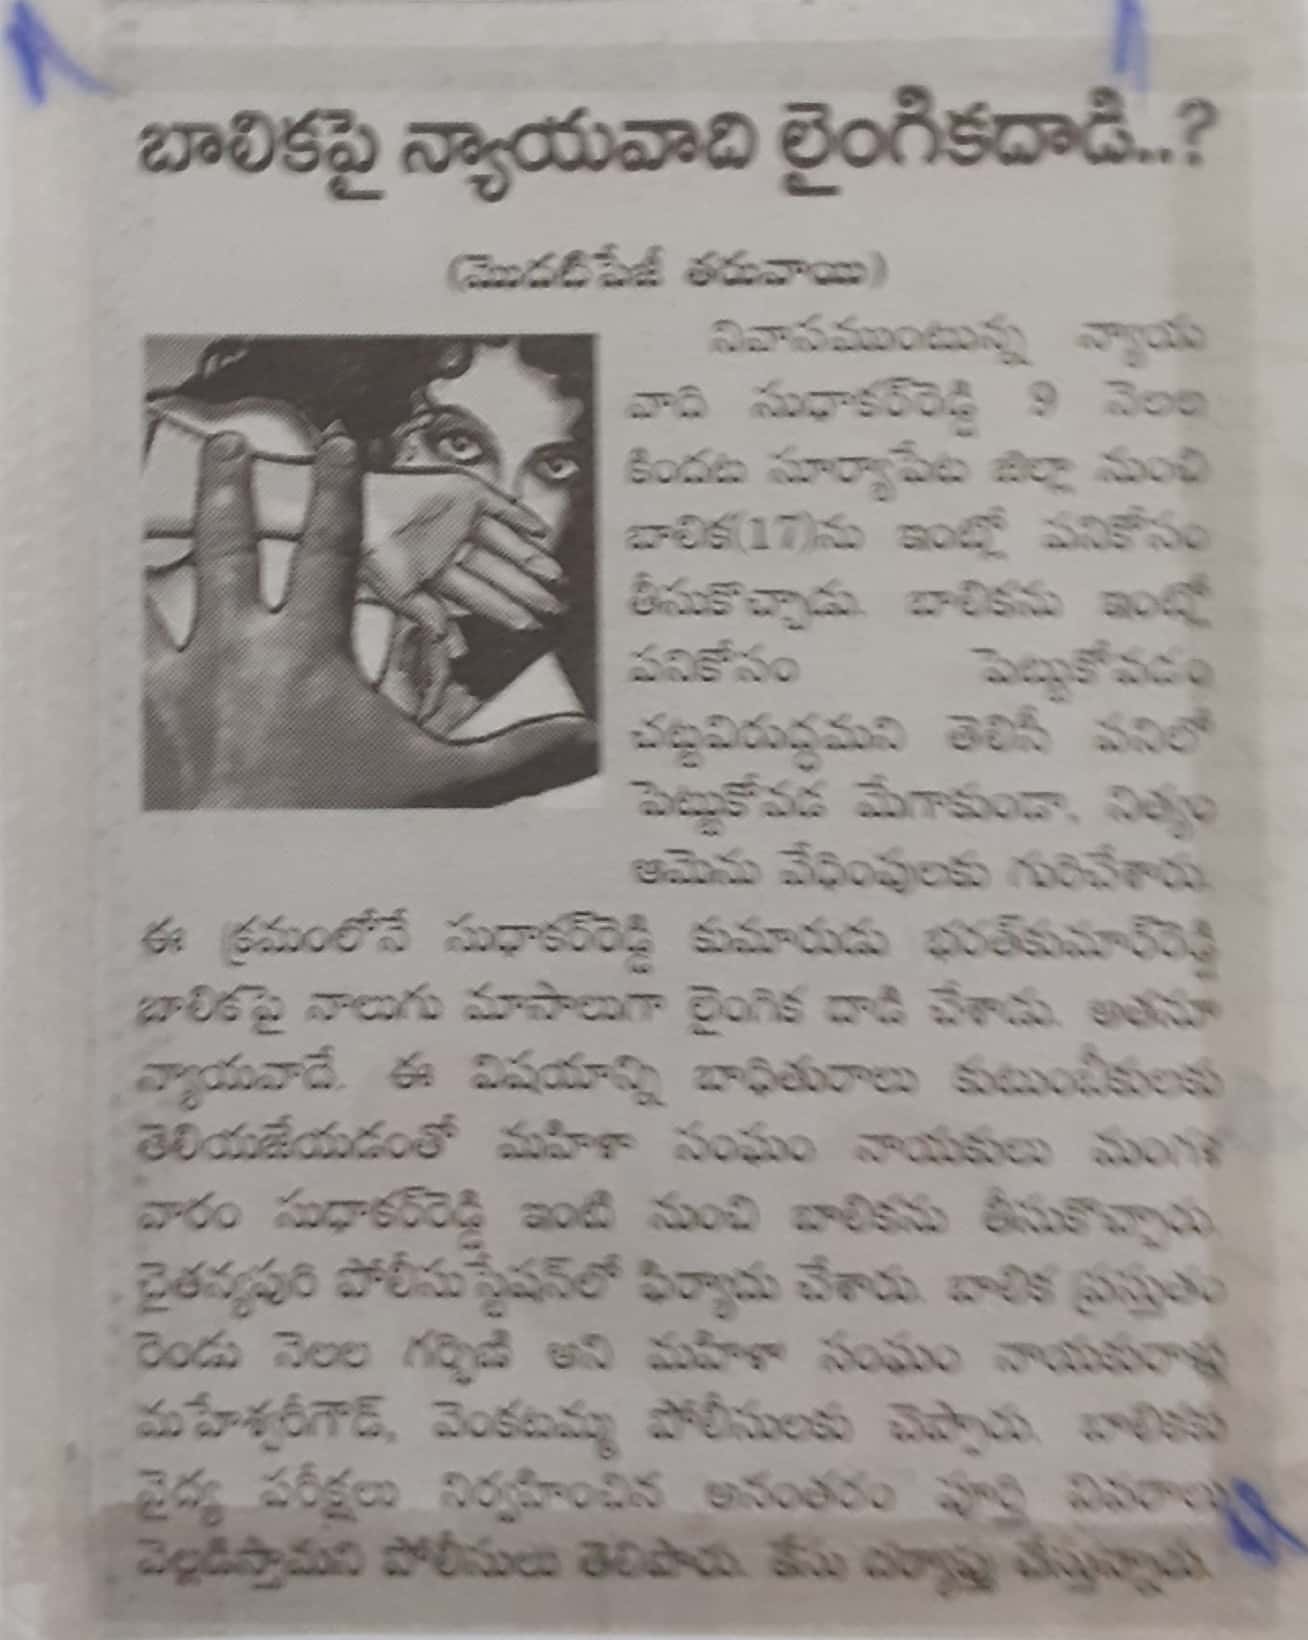 బాలికపై న్యాయవాది లైంగికదాడి..?
(మొదటిపేజీ తరువాయి)
నివాసముంటున్న న్యాయ
వాది సుధాకర్‌రెడ్డి 9 నెలల
కిందట సూర్యాపేట జిల్లా నుంచి
బాలిక(17)ను ఇంట్లో పనికోసం
తీసుకొచ్చాడు. బాలికను ఇంట్లో
పనికోసం పెట్టుకోవడం
చట్టవిరుద్ధమని తెలిసీ పనిలో
పెట్టుకోవడ మేగాకుండా, నిత్యం
ఆమెను వేధింపులకు గురిచేశారు.
ఈ క్రమంలోనే సుధాకర్‌రెడ్డి కుమారుడు భరత్‌కుమార్‌రెడ్డి
బాలికపై నాలుగు మాసాలుగా లైంగిక దాడి చేశాడు. అతనూ
న్యాయవాదే. ఈ విషయాన్ని బాధితురాలు కుటుంబీకులకు
తెలియజేయడంతో మహిళా సంఘం నాయకులు మంగళ
వారం సుధాకర్‌రెడ్డి ఇంటి నుంచి బాలికను తీసుకొచ్చారు.
చైతన్యపురి పోలీసుస్టేషన్‌లో ఫిర్యాదు చేశారు. బాలిక ప్రస్తుతం
రెండు నెలల గర్భిణి అని మహిళా సంఘం నాయకురాళ్లు
మహేశ్వరీగౌడ్, వెంకటమ్మ పోలీసులకు చెప్పారు. బాలికకు
వైద్య పరీక్షలు నిర్వహించిన అనంతరం పూర్తి వివరాలు
వెల్లడిస్తామని పోలీసులు తెలిపారు. కేసు దర్యాప్తు చేస్తున్నారు.